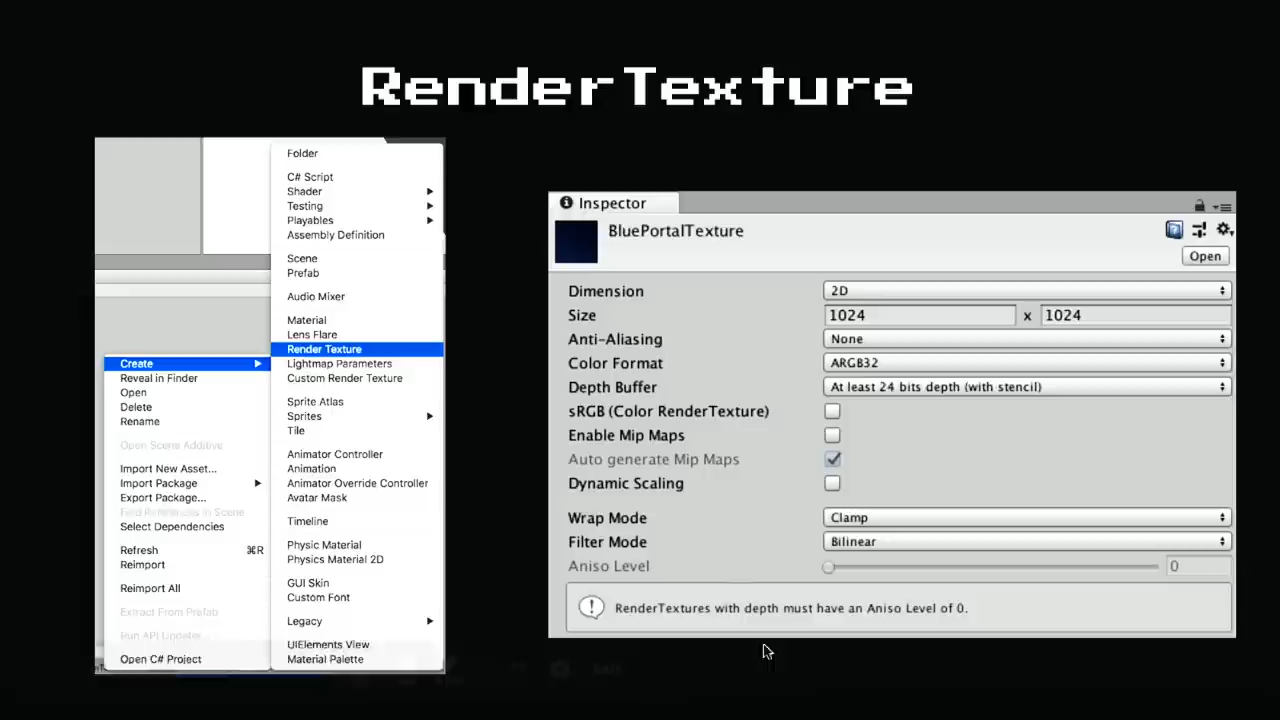 RenderTexture
Folder
C# Script
Shader
Testing
Playables
Assembly Definition
Scene
Prefab
Audio Mixer
Material
Lens Flare
Render Texture
Lightmap Parameters
Custom Render Texture
Sprite Atlas
Sprites
Tile
Animator Controller
Animation
Animator Override Controller
Avatar Mask
Timeline
Physic Material
Physics Material 2D
GUI Skin
Custom Font
Legacy
UIElements View
Material Palette
Create
Reveal in Finder
Open
Delete
Rename
Open Scene Additive
Import New Asset...
Import Package
Export Package...
Find References In Scene
Select Dependencies
Refresh ⌘R
Reimport
Reimport All
Extract From Prefab
Run API Updater...
Open C# Project
Inspector
BluePortalTexture
Open
Dimension 2D
Size 1024 x 1024
Anti-Aliasing None
Color Format ARGB32
Depth Buffer At least 24 bits depth (with stencil)
sRGB (Color RenderTexture)
Enable Mip Maps
Auto generate Mip Maps
Dynamic Scaling
Wrap Mode Clamp
Filter Mode Bilinear
Aniso Level 0
RenderTextures with depth must have an Aniso Level of 0.